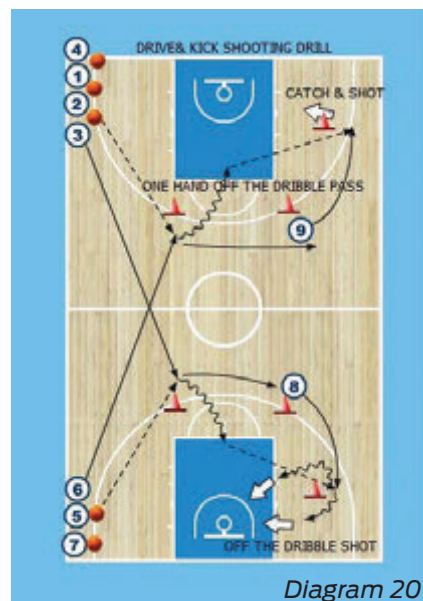 4
DRIVE& KICK SHOOTING DRILL
1
2
CATCH & SHOT
3
ONE HAND OFF THE DRIBBLE PASS
9
8
6
5
7
OFF THE DRIBBLE SHOT
Diagram 20